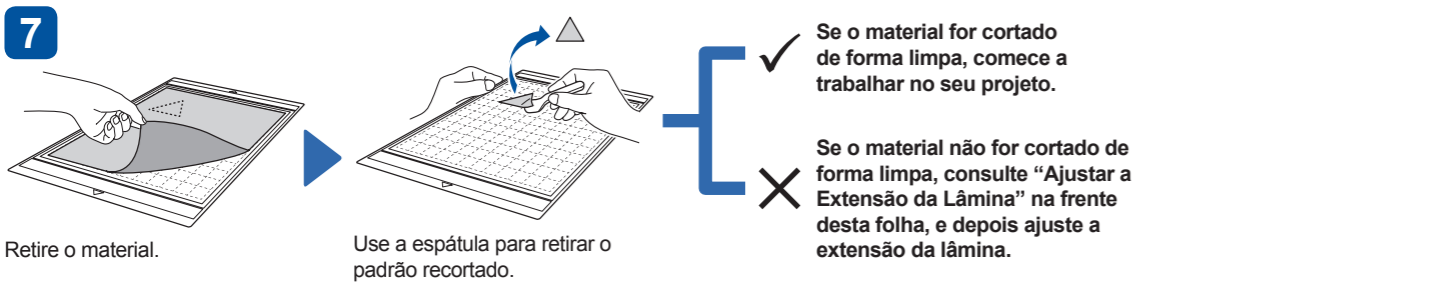 7
Retire o material.
Use a espátula para retirar o
padrão recortado.
Se o material for cortado
de forma limpa, comece a
trabalhar no seu projeto.
Se o material não for cortado de
forma limpa, consulte “Ajustar a
Extensão da Lâmina” na frente
desta folha, e depois ajuste a
extensão da lâmina.